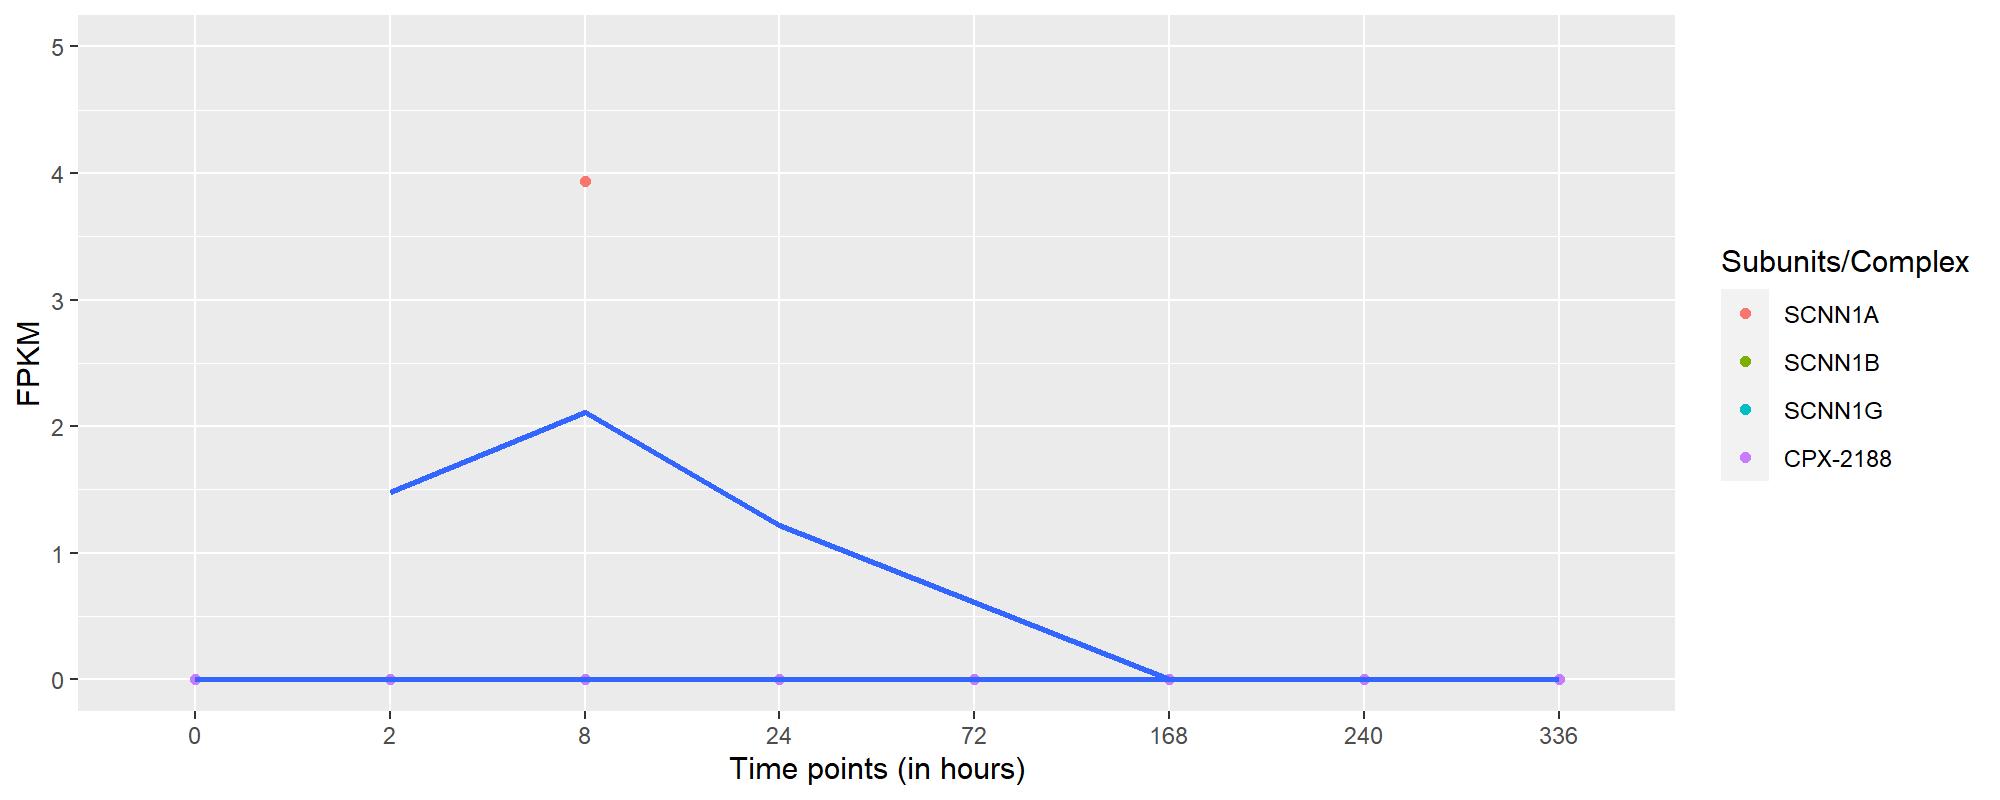 5
4
3
2
1
0
FPKM
0 2 8 24 72 168 240 336
Time points (in hours)
Subunits/Complex
SCNN1A
SCNN1B
SCNN1G
CPX-2188